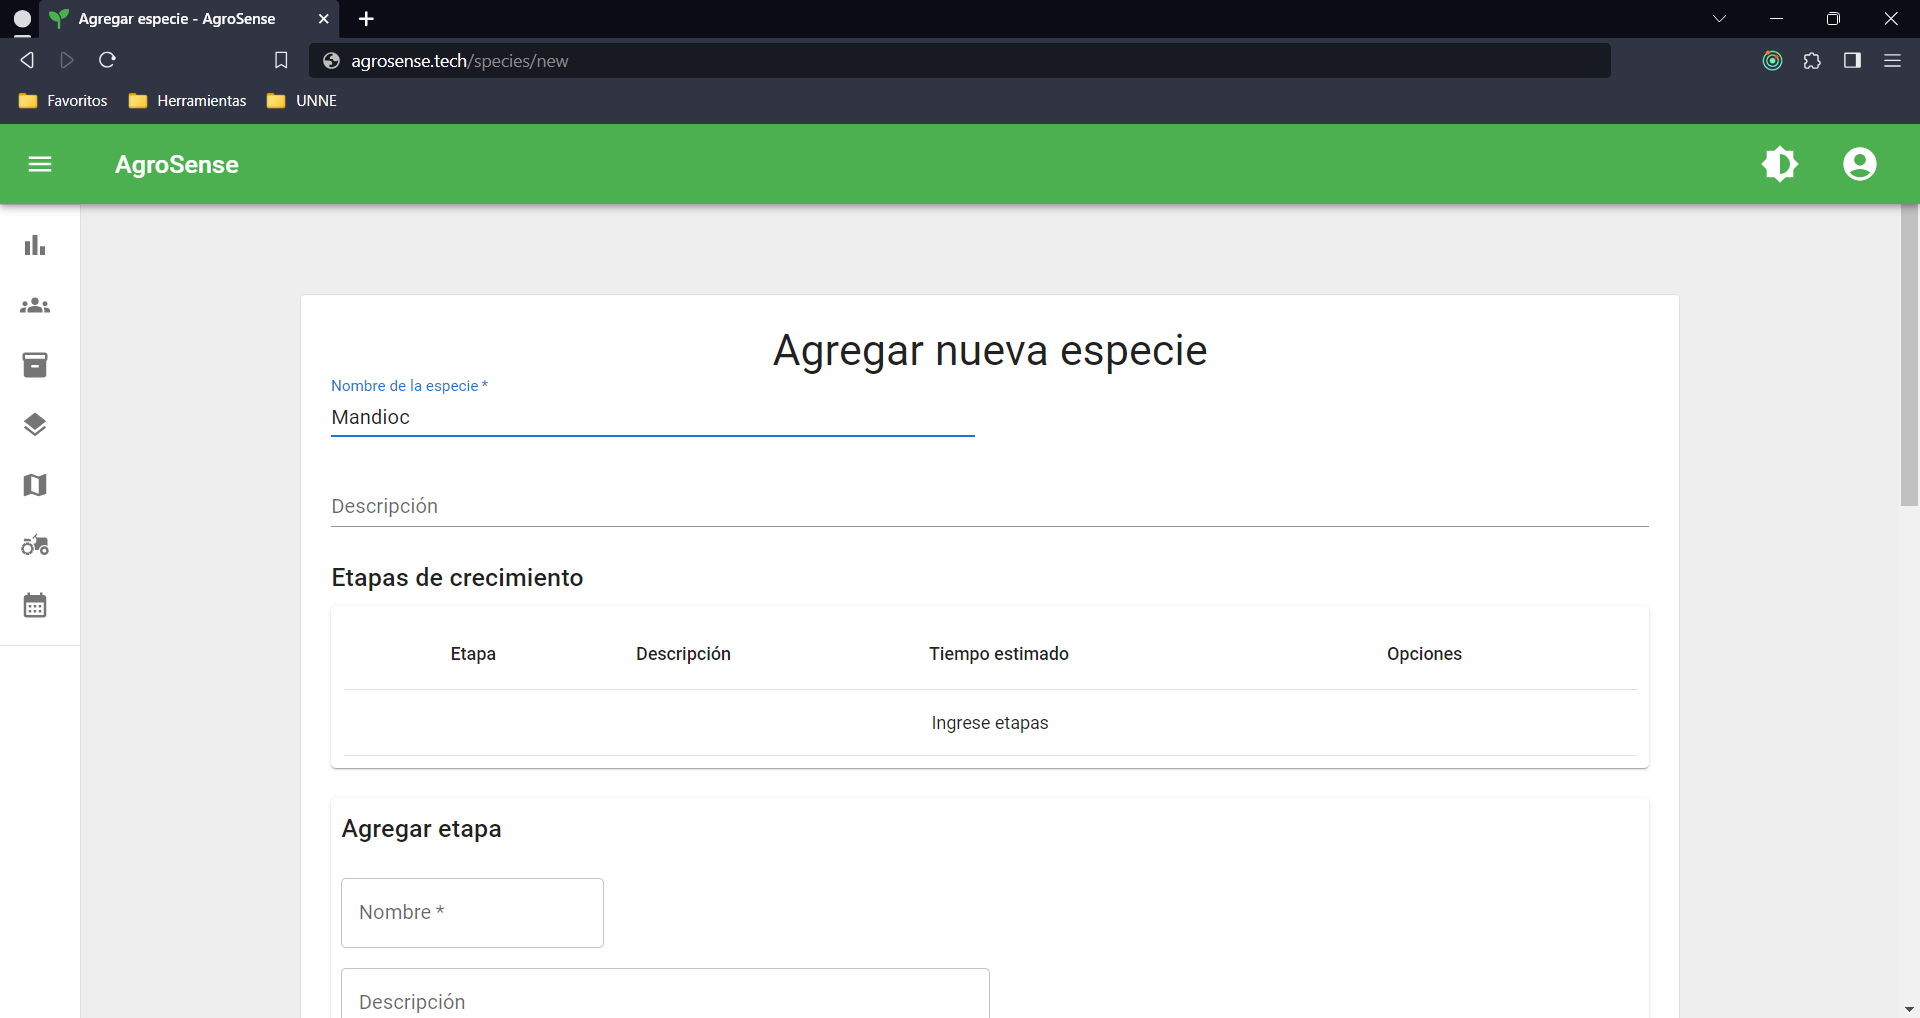 Agregar especie - AgroSense
agrosense.tech/species/new
Favoritos Herramientas UNNE
AgroSense
Agregar nueva especie
Nombre de la especie *
Mandioc
Descripción
Etapas de crecimiento
Etapa Descripción Tiempo estimado Opciones
Ingrese etapas
Agregar etapa
Nombre *
Descripción